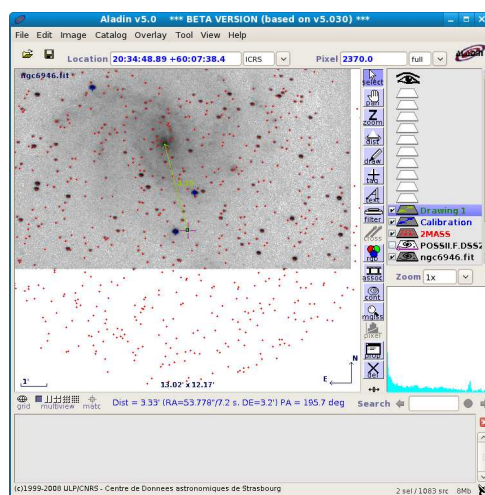 Aladin v5.0 *** BETA VERSION (based on v5.030) ***
File Edit Image Catalog Overlay Tool View Help
Location 20:34:48.89 +60:07:38.4 ICRS Pixel 2370.0 full
ngc6946.fit
select
pan
zoom
dist
draw
tag
text
filter
cross
rgb
assoc
cont
mglss
pixel
prop
del
Drawing 1
Calibration
2MASS
POSSII.F.DSS2
ngc6946.fit
Zoom 1x
N
E
1'
13.02' x 12.17'
grid multiview matc Dist = 3.33' (RA=53.778"/7.2 s. DE=3.2') PA = 195.7 deg Search
(c)1999-2008 ULP/CNRS - Centre de Donnees astronomiques de Strasbourg 2 sel / 1083 src 8Mb